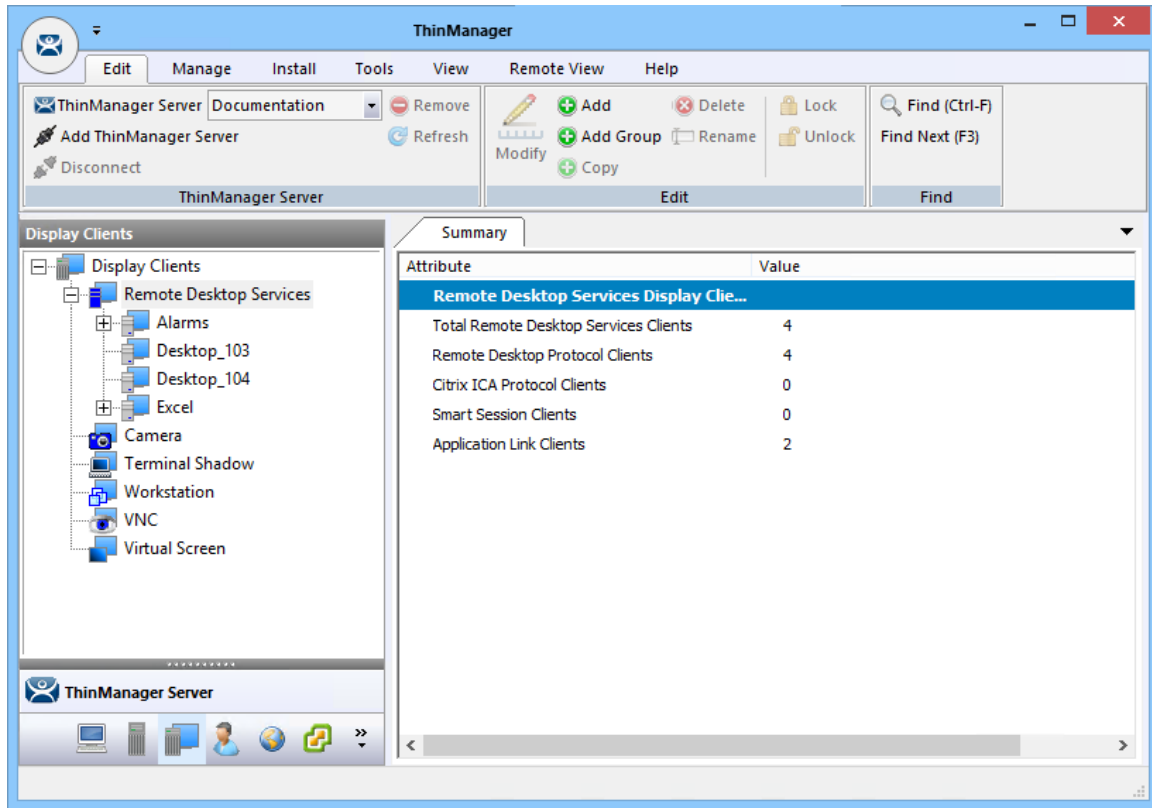 ThinManager
Edit Manage Install Tools View Remote View Help
ThinManager Server Documentation Remove
Add ThinManager Server Refresh
Disconnect
ThinManager Server
Modify
Add Delete Lock
Add Group Rename Unlock
Copy
Edit
Find (Ctrl-F)
Find Next (F3)
Find
Display Clients
Display Clients
Remote Desktop Services
Alarms
Desktop_103
Desktop_104
Excel
Camera
Terminal Shadow
Workstation
VNC
Virtual Screen
ThinManager Server
Summary
Attribute Value
Remote Desktop Services Display Clie...
Total Remote Desktop Services Clients 4
Remote Desktop Protocol Clients 4
Citrix ICA Protocol Clients 0
Smart Session Clients 0
Application Link Clients 2